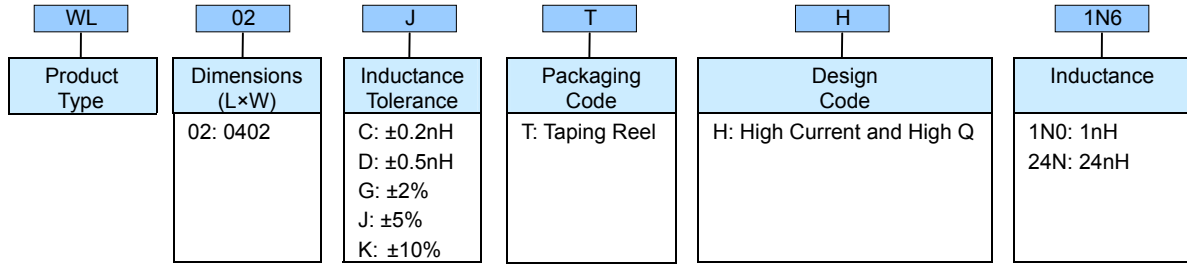 WL 02 J T H 1N6
Product Type
Dimensions (L×W)
Inductance Tolerance
Packaging Code
Design Code
Inductance
02: 0402
C: ±0.2nH
D: ±0.5nH
G: ±2%
J: ±5%
K: ±10%
T: Taping Reel
H: High Current and High Q
1N0: 1nH
24N: 24nH